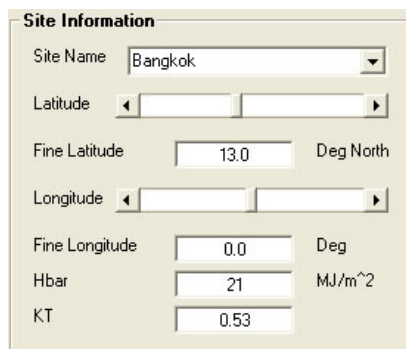 Site Information
Site Name Bangkok
Latitude
Fine Latitude 13.0 Deg North
Longitude
Fine Longitude 0.0 Deg
Hbar 21 MJ/m^2
KT 0.53